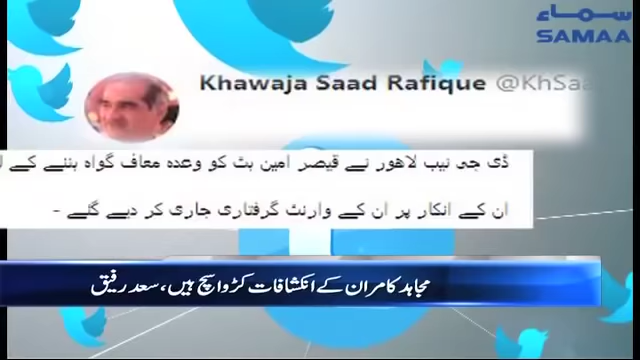 سماء
SAMAA
Khawaja Saad Rafique @KhSaa
ڈی جی نیب لاھور نے قیصر امین بٹ کو وعدہ معاف گواہ بننے کے
ان کے انکار پر ان کے وارنٹ گرفتاری جاری کر دیے گئے -
مجاہد کامران کے انکشافات کڑوا سچ ہیں، سعد رفیق